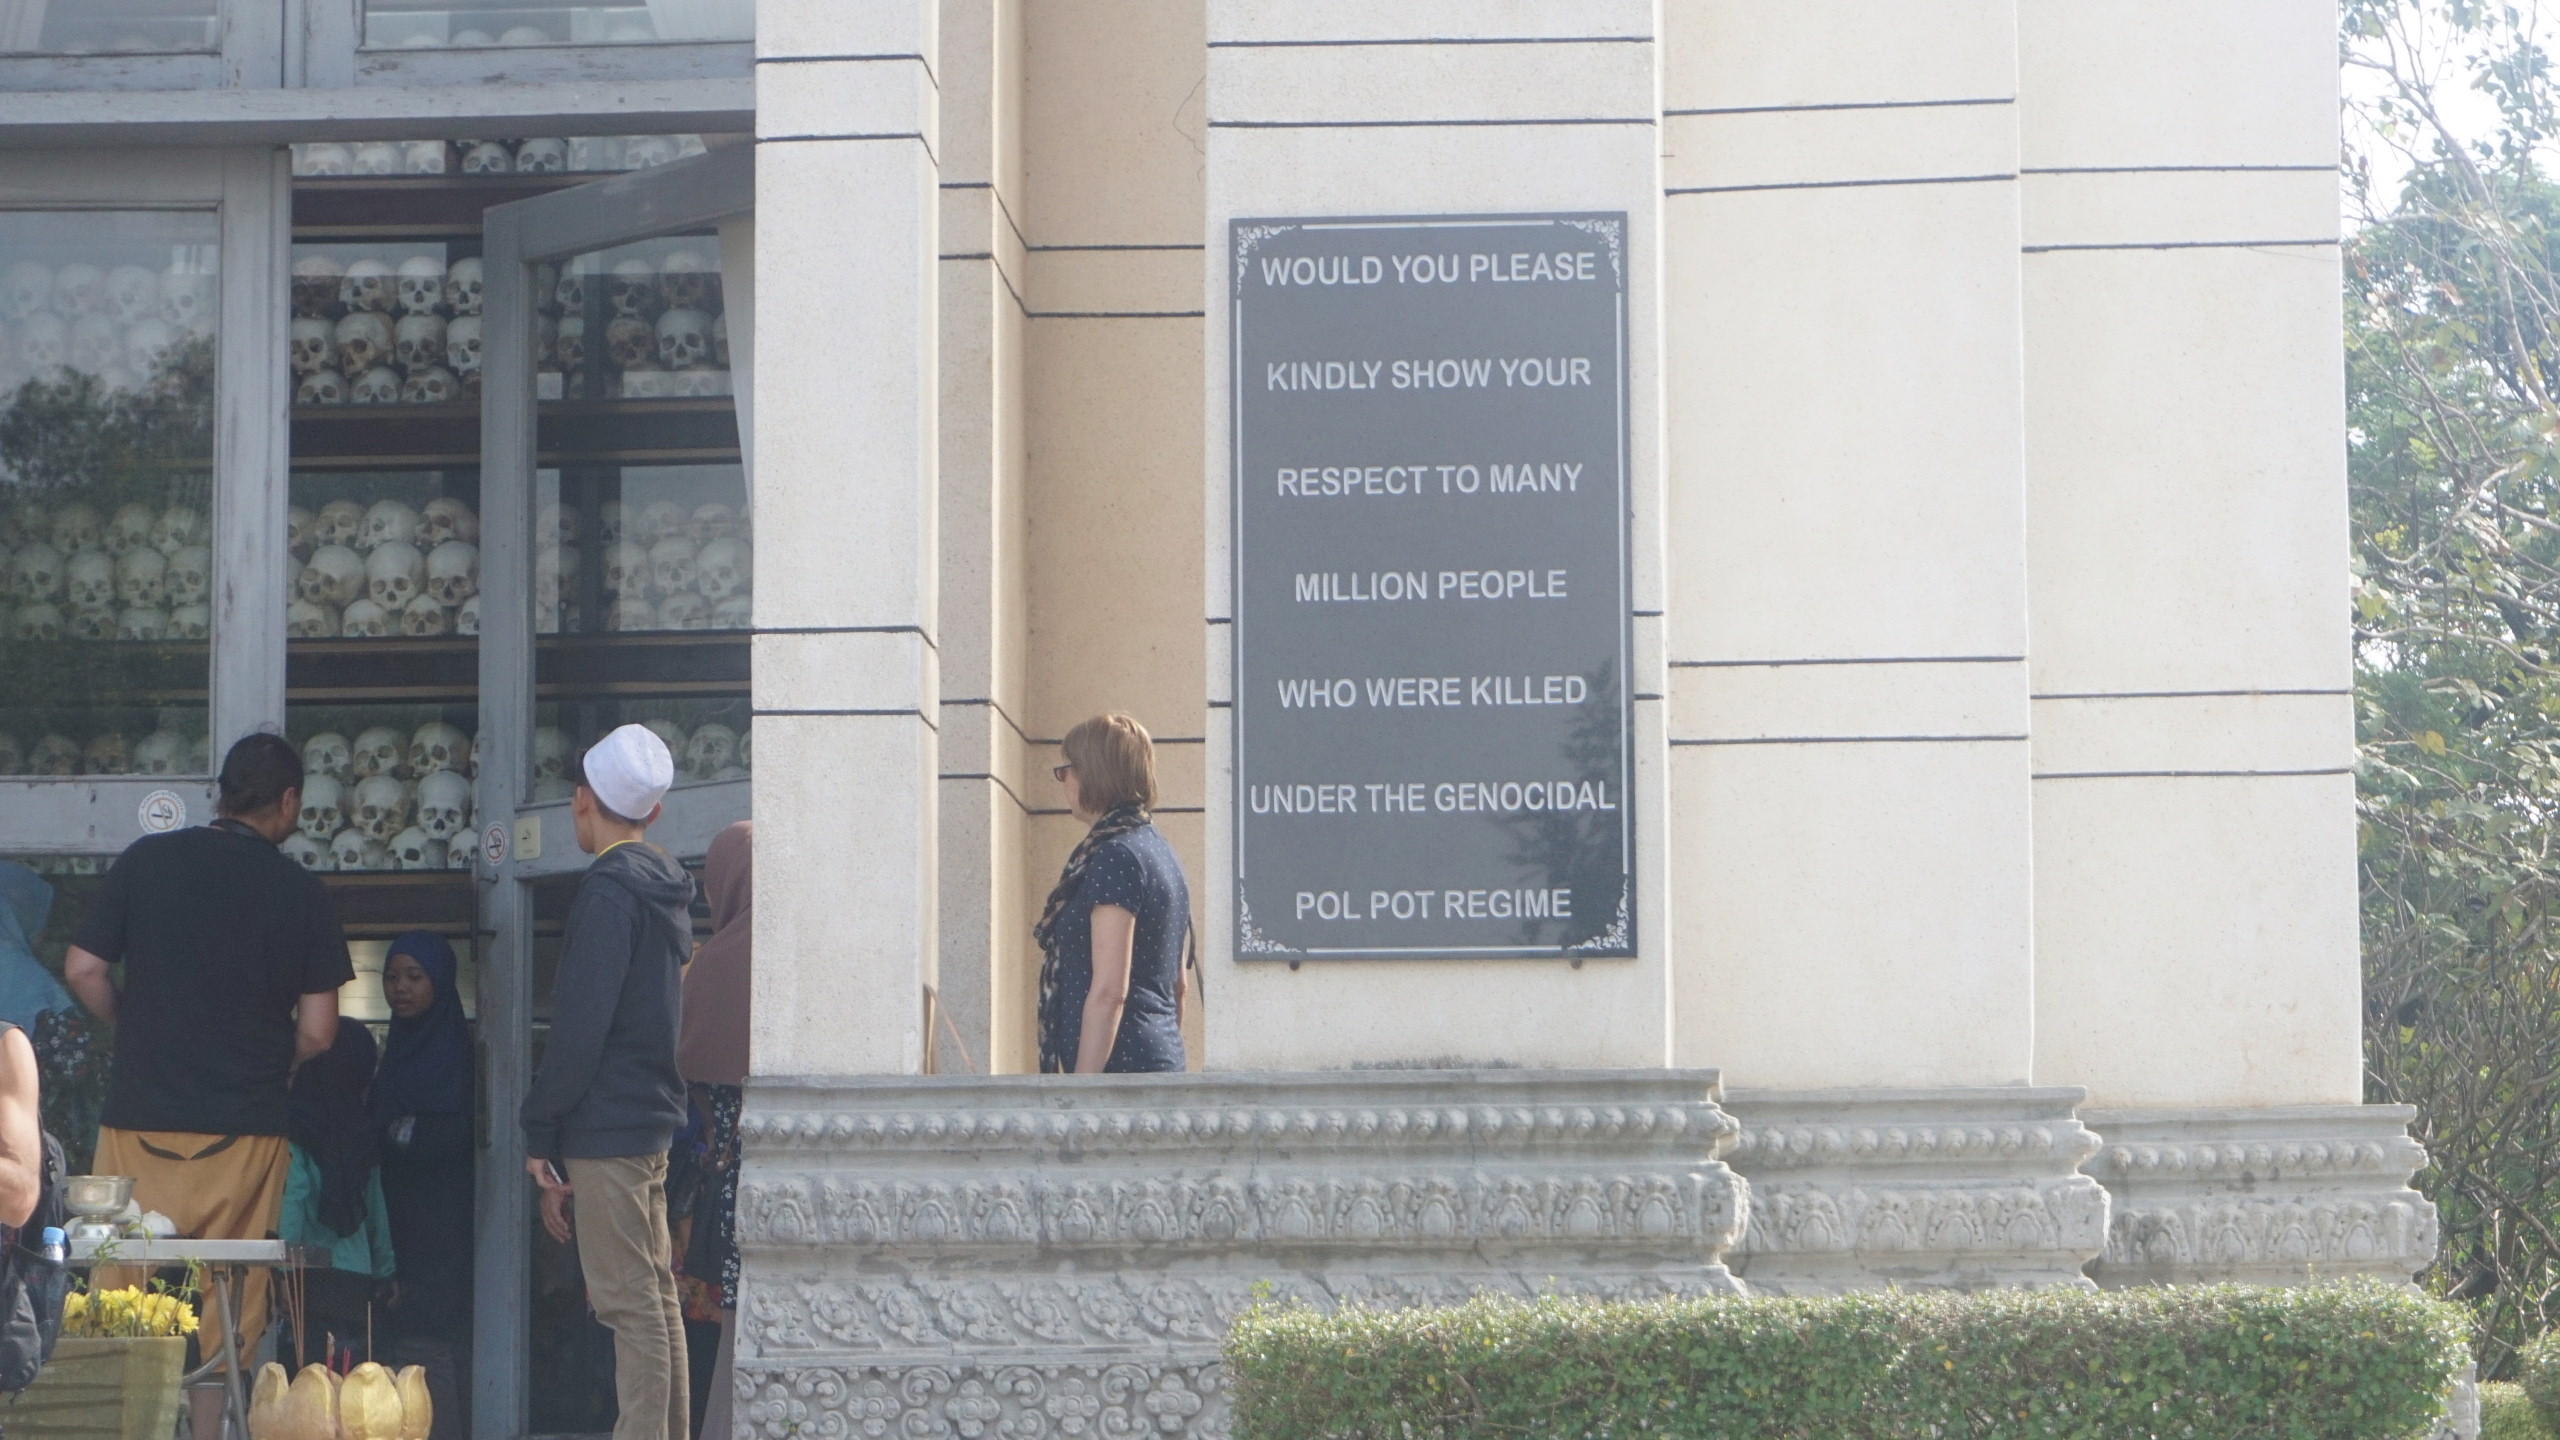 WOULD YOU PLEASE
KINDLY SHOW YOUR
RESPECT TO MANY
MILLION PEOPLE
WHO WERE KILLED
UNDER THE GENOCIDAL
POL POT REGIME